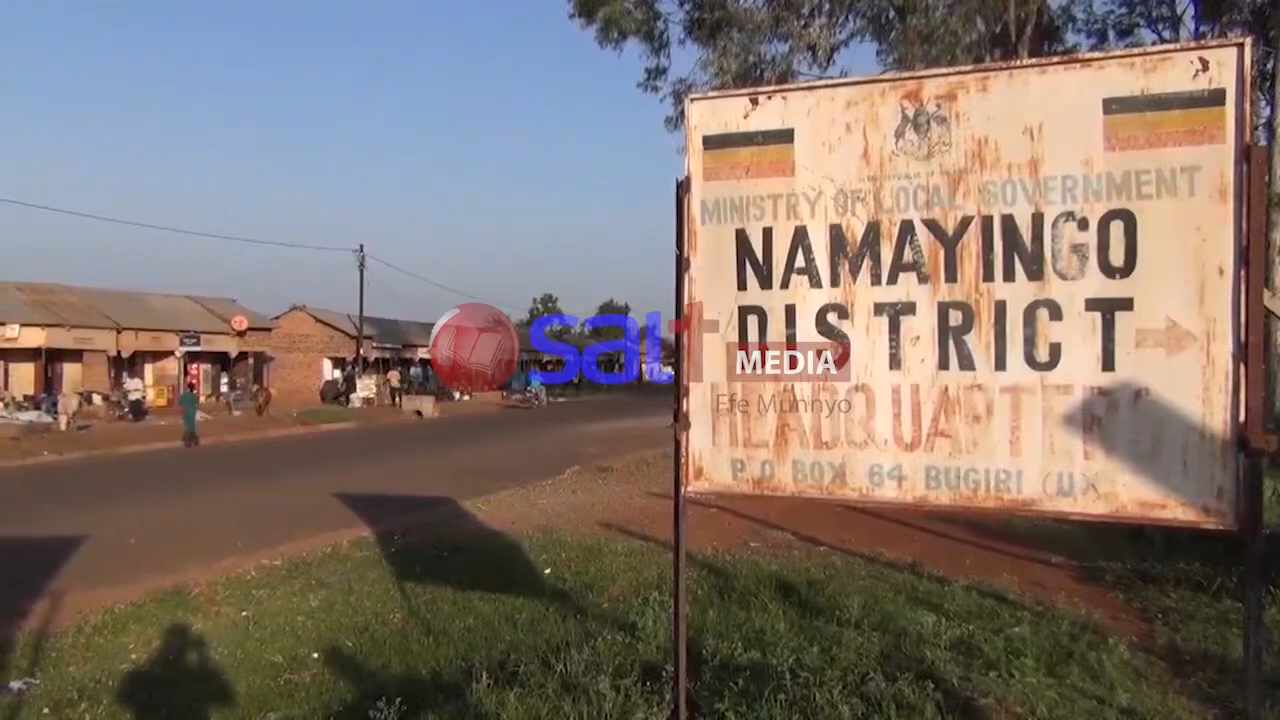 MINISTRY OF LOCAL GOVERNMENT
NAMAYINGO
DISTRICT
HEADQUARTERS
P.O BOX 64 BUGIRI (U)
salt
MEDIA
Efe Munnyo